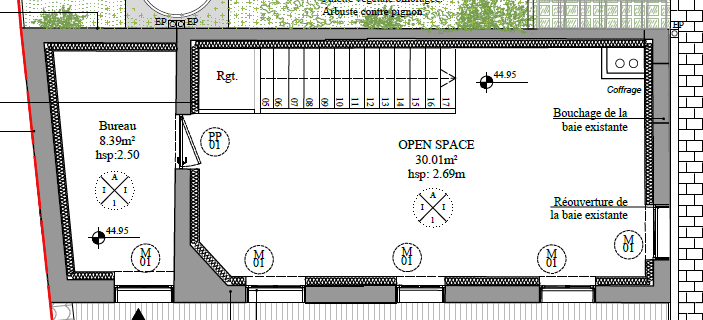 Arbuste contre pignon.
EP EP
EP
Rgt.
05 06 07 08 09 10 11 12 13 14 15 16 17
44.95
Coffrage
Bouchage de la
baie existante
Bureau
8.39m²
hsp:2.50
PP
01
OPEN SPACE
30.01m²
hsp: 2.69m
A
I I
1
A
I I
1
Réouverture de
la baie existante
44.95
M
01
M
01
M
01
M
01
M
01